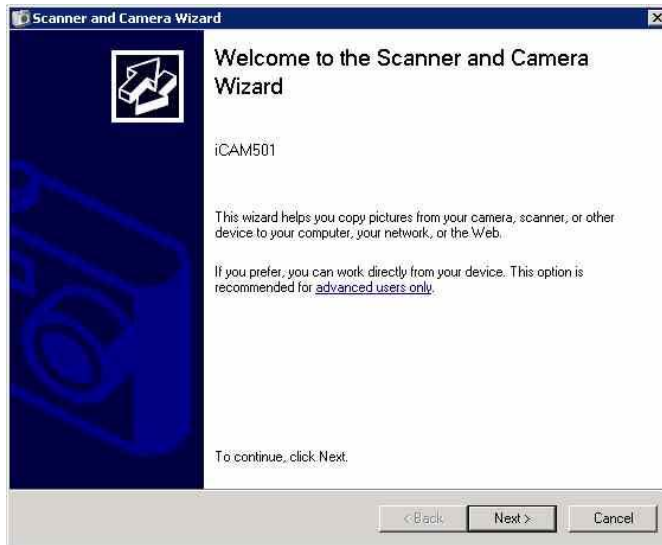 Scanner and Camera Wizard
Welcome to the Scanner and Camera
Wizard
iCAM501
This wizard helps you copy pictures from your camera, scanner, or other
device to your computer, your network, or the Web.
If you prefer, you can work directly from your device. This option is
recommended for advanced users only.
To continue, click Next.
< Back
Next >
Cancel